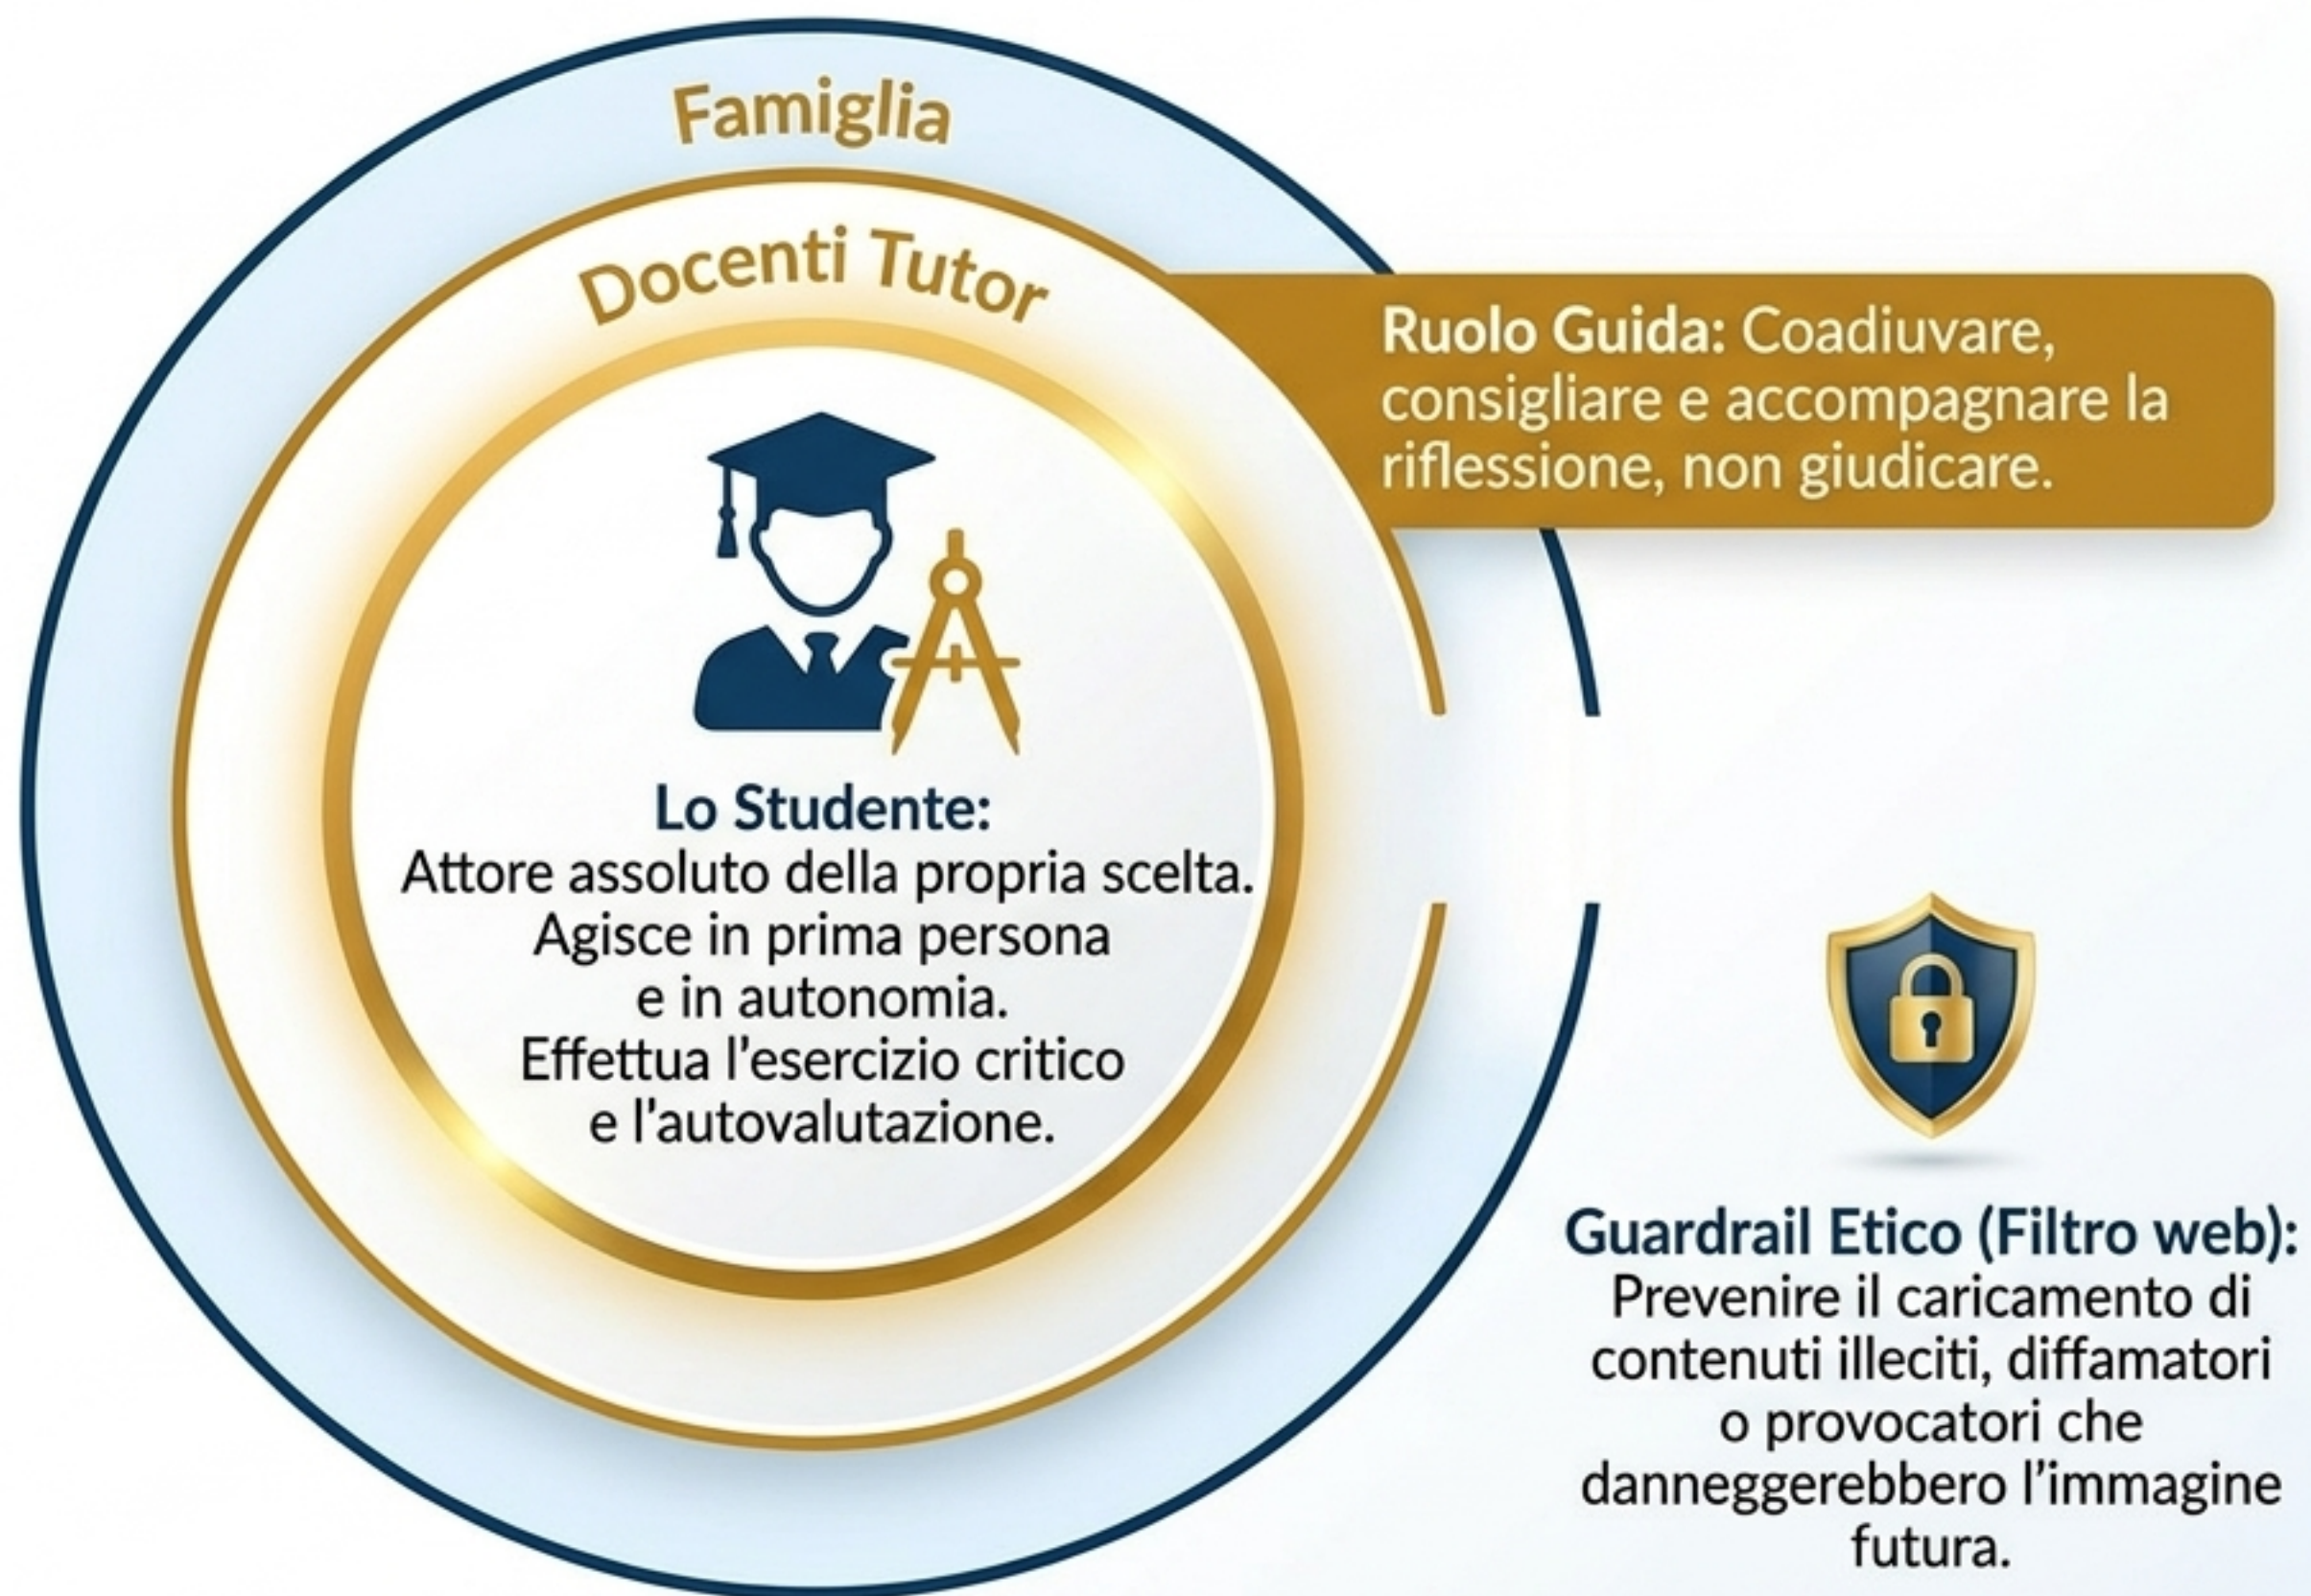 Famiglia
Docenti Tutor
Ruolo Guida: Coadiuvare,
consigliare e accompagnare la
riflessione, non giudicare.
Lo Studente:
Attore assoluto della propria scelta.
Agisce in prima persona
e in autonomia.
Effettua l'esercizio critico
e l'autovalutazione.
Guardrail Etico (Filtro web):
Prevenire il caricamento di
contenuti illeciti, diffamatori
o provocatori che
danneggerebbero l'immagine
futura.